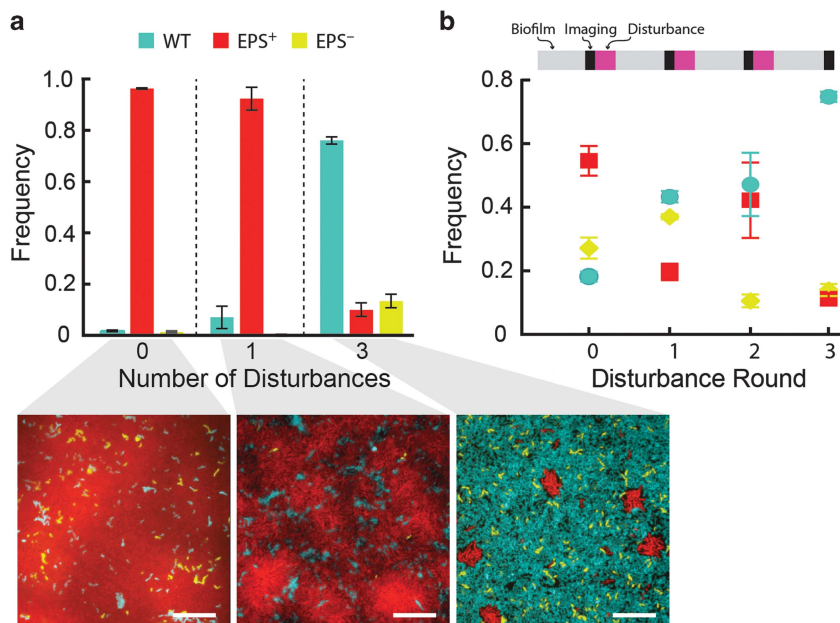 a
WT EPS⁺ EPS⁻
1.0
0.8
0.6
0.4
0.2
0
Frequency
0 1 3
Number of Disturbances
b
Biofilm Imaging Disturbance
0.8
0.6
0.4
0.2
0
Frequency
0 1 2 3
Disturbance Round